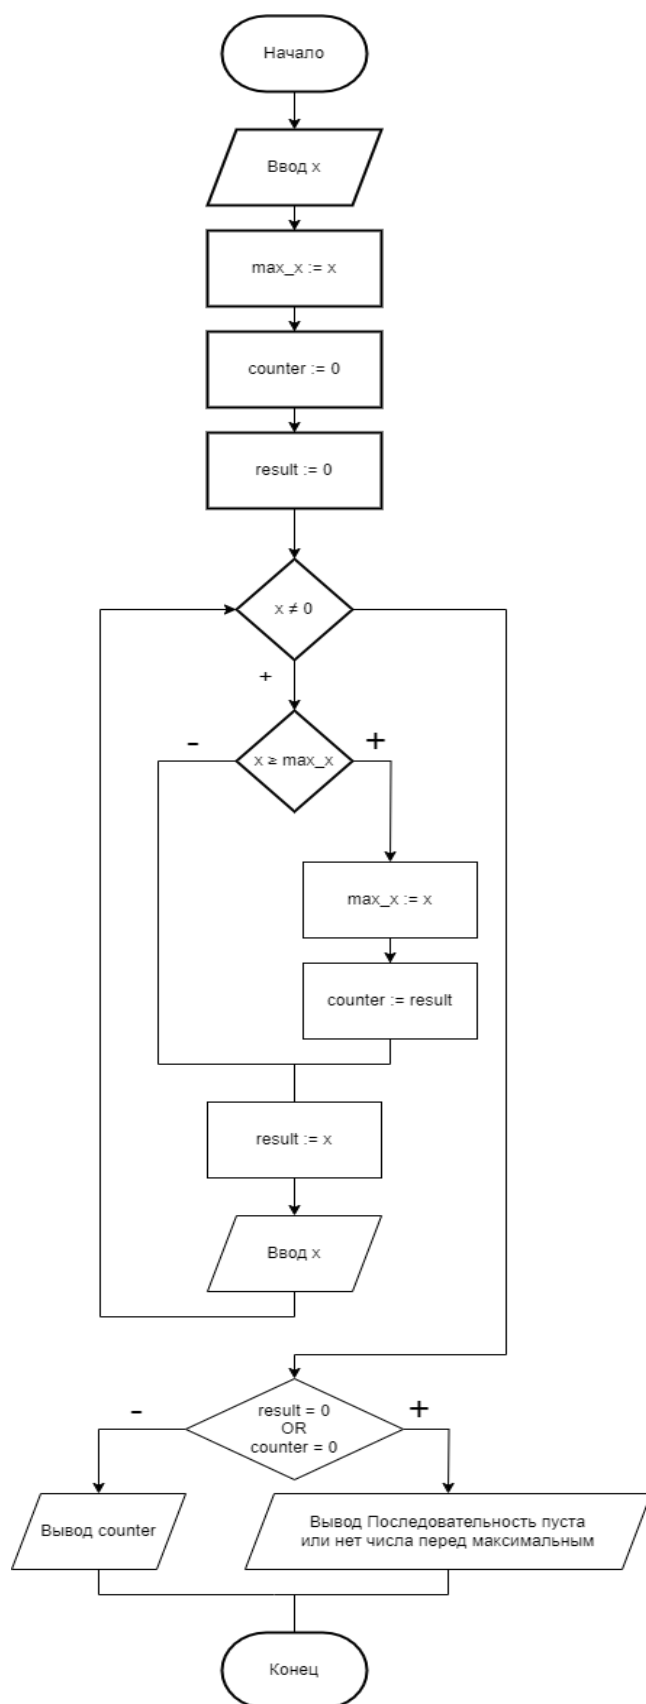 Начало
Ввод x
max_x := x
counter := 0
result := 0
x ≠ 0
+
-
x ≥ max_x
+
max_x := x
counter := result
result := x
Ввод x
-
result = 0
OR
counter = 0
+
Вывод counter
Вывод Последовательность пуста
или нет числа перед максимальным
Конец